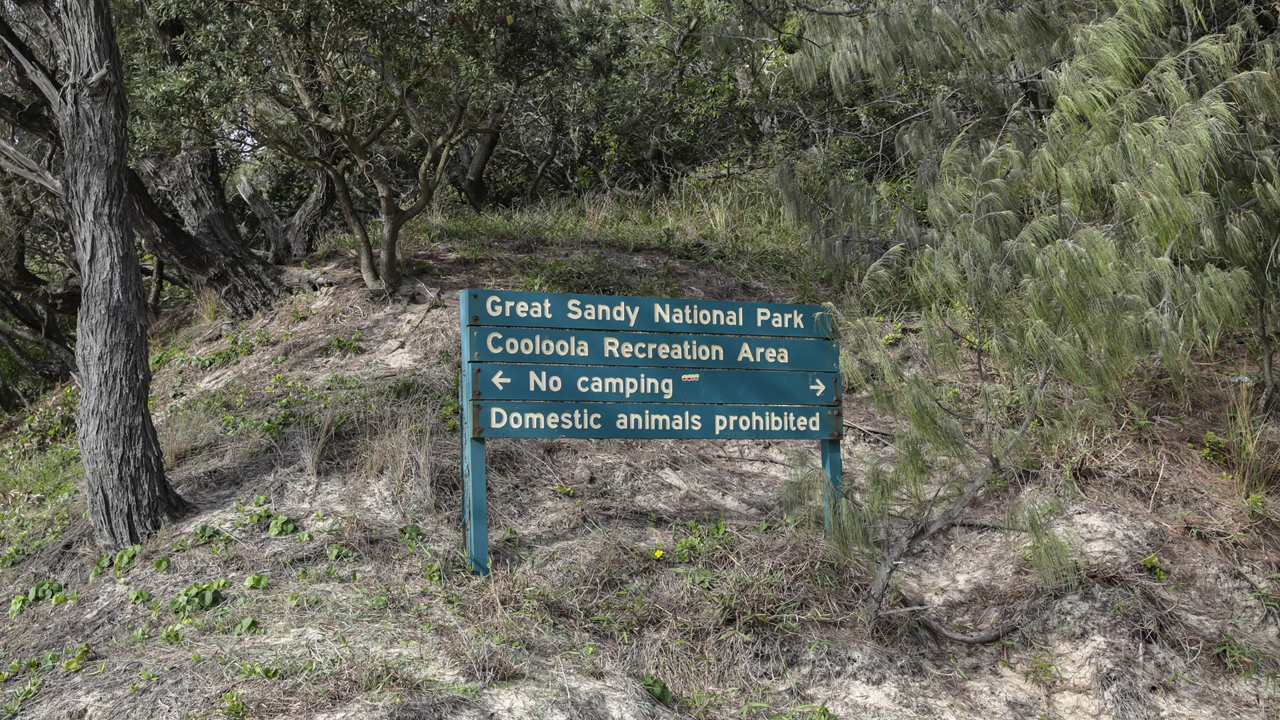 Great Sandy National Park
Cooloola Recreation Area
← No camping →
Domestic animals prohibited